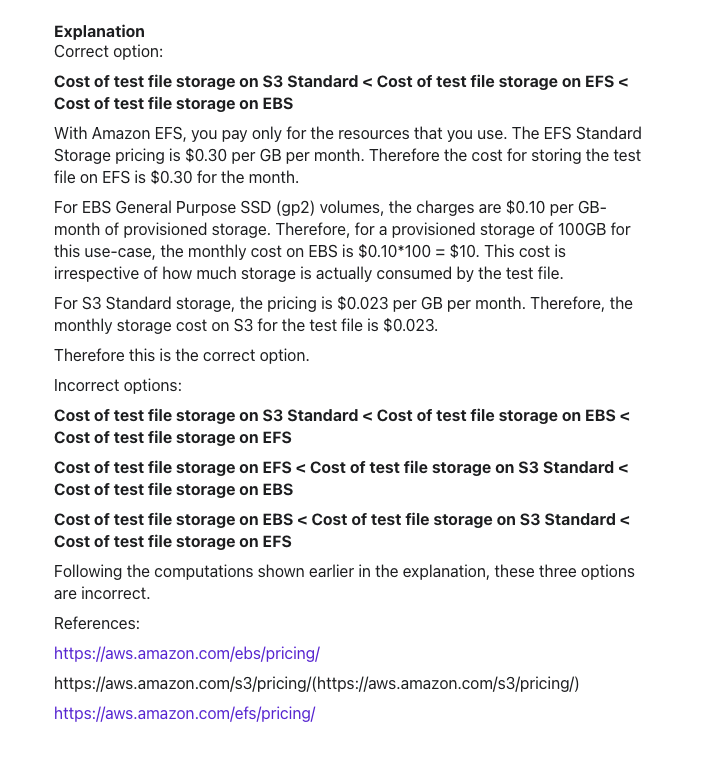 Explanation
Correct option:
Cost of test file storage on S3 Standard < Cost of test file storage on EFS <
Cost of test file storage on EBS
With Amazon EFS, you pay only for the resources that you use. The EFS Standard
Storage pricing is $0.30 per GB per month. Therefore the cost for storing the test
file on EFS is $0.30 for the month.
For EBS General Purpose SSD (gp2) volumes, the charges are $0.10 per GB-
month of provisioned storage. Therefore, for a provisioned storage of 100GB for
this use-case, the monthly cost on EBS is $0.10*100 = $10. This cost is
irrespective of how much storage is actually consumed by the test file.
For S3 Standard storage, the pricing is $0.023 per GB per month. Therefore, the
monthly storage cost on S3 for the test file is $0.023.
Therefore this is the correct option.
Incorrect options:
Cost of test file storage on S3 Standard < Cost of test file storage on EBS <
Cost of test file storage on EFS
Cost of test file storage on EFS < Cost of test file storage on S3 Standard <
Cost of test file storage on EBS
Cost of test file storage on EBS < Cost of test file storage on S3 Standard <
Cost of test file storage on EFS
Following the computations shown earlier in the explanation, these three options
are incorrect.
References:
https://aws.amazon.com/ebs/pricing/
https://aws.amazon.com/s3/pricing/(https://aws.amazon.com/s3/pricing/)
https://aws.amazon.com/efs/pricing/